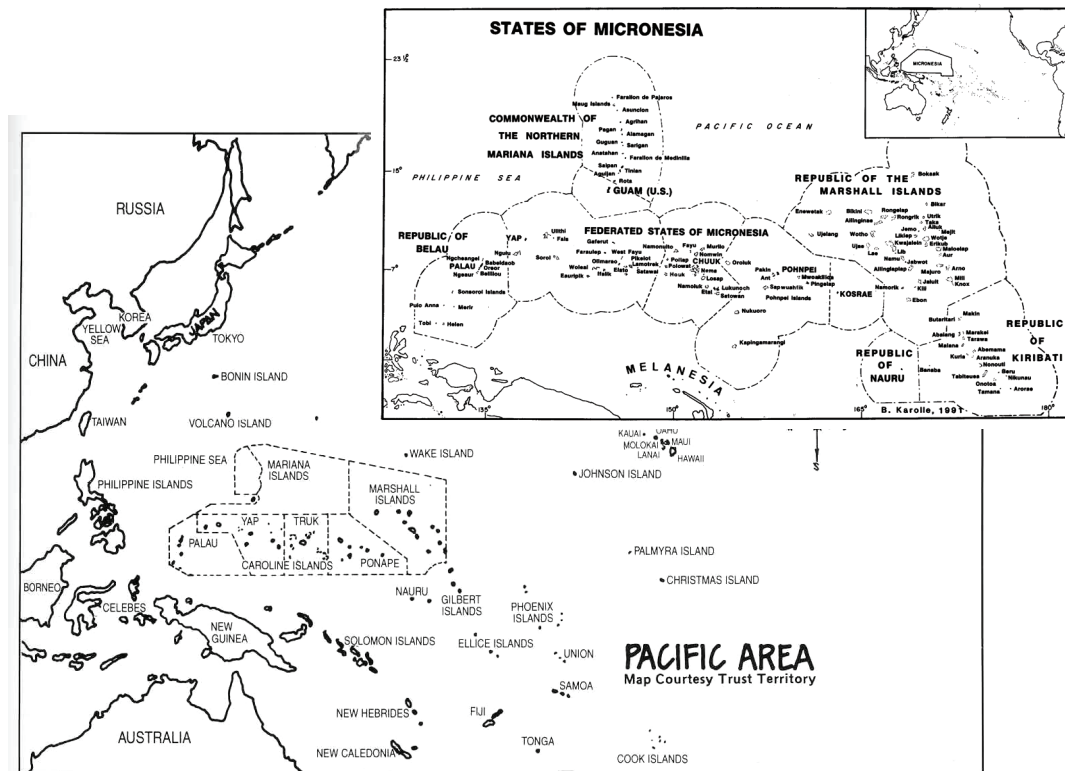 STATES OF MICRONESIA
23 ½°
15°
7°
MICRONESIA
COMMONWEALTH OF
THE NORTHERN
MARIANA ISLANDS
PACIFIC OCEAN
PHILIPPINE SEA
Farallon de Pajaros
Maug Islands
Asuncion
Agrihan
Pagan
Alamagan
Guguan
Sarigan
Anatahan
Farallon de Medinilla
Saipan
Tinian
Aguijan
Rota
GUAM (U.S.)
REPUBLIC OF THE
MARSHALL ISLANDS
Bokaak
Bikar
Enewetak
Bikini
Rongelap
Ailinginae
Rongrik
Utrik
Taka
Ailuk
Ujelang
Wotho
Jemo
Mejit
Likiep
Wotje
Ujae
Kwajalein
Erikub
Lae
Lib
Maloelap
Namu
Aur
Jabwot
Ailinglaplap
Majuro
Arno
Jaluit
Mili
Knox
Namorik
Kili
Ebon
REPUBLIC OF
BELAU
Ngcheangel
Babeldaob
PALAU
Oreor
Ngeaur
Beliliou
Sonsorol Islands
Pulo Anna
Merir
Tobi
Helen
FEDERATED STATES OF MICRONESIA
YAP
Ulithi
Fais
Ngulu
Sorol
Gaferut
Faraulep
West Fayu
Olimarao
Pikelot
Woleai
Lamotrek
Eauripik
Ifalik
Elato
Satawal
Namonuito
Fayu
Murilo
Nomwin
Pollap
CHUUK
Polowat
Houk
Nema
Losap
Namoluk
Lukunoch
Etal
Satowan
Oroluk
Nukuoro
Kapingamarangi
Pakin
POHNPEI
Ant
Mwoakilloa
Pingelap
Sapwuahfik
Pohnpei Islands
KOSRAE
Makin
Butaritari
Abaiang
Marakei
Tarawa
Maiana
Abemama
Kuria
Aranuka
Nonouti
Beru
Tabiteuea
Nikunau
Onotoa
Tamana
Arorae
Banaba
REPUBLIC
OF
KIRIBATI
REPUBLIC
OF
NAURU
MELANESIA
B. Karolle, 1991
135°
150°
165°
180°
RUSSIA
KOREA
YELLOW
SEA
JAPAN
TOKYO
CHINA
BONIN ISLAND
TAIWAN
VOLCANO ISLAND
PHILIPPINE SEA
MARIANA
ISLANDS
WAKE ISLAND
PHILIPPINE ISLANDS
MARSHALL
ISLANDS
KAUAI
OAHU
MOLOKAI
MAUI
LANAI
HAWAII
S
JOHNSON ISLAND
YAP
TRUK
PALAU
CAROLINE ISLANDS
PONAPE
PALMYRA ISLAND
CHRISTMAS ISLAND
BORNEO
CELEBES
NAURU
GILBERT
ISLANDS
PHOENIX
ISLANDS
NEW
GUINEA
SOLOMON ISLANDS
ELLICE ISLANDS
UNION
PACIFIC AREA
Map Courtesy Trust Territory
SAMOA
NEW HEBRIDES
FIJI
AUSTRALIA
NEW CALEDONIA
TONGA
COOK ISLANDS